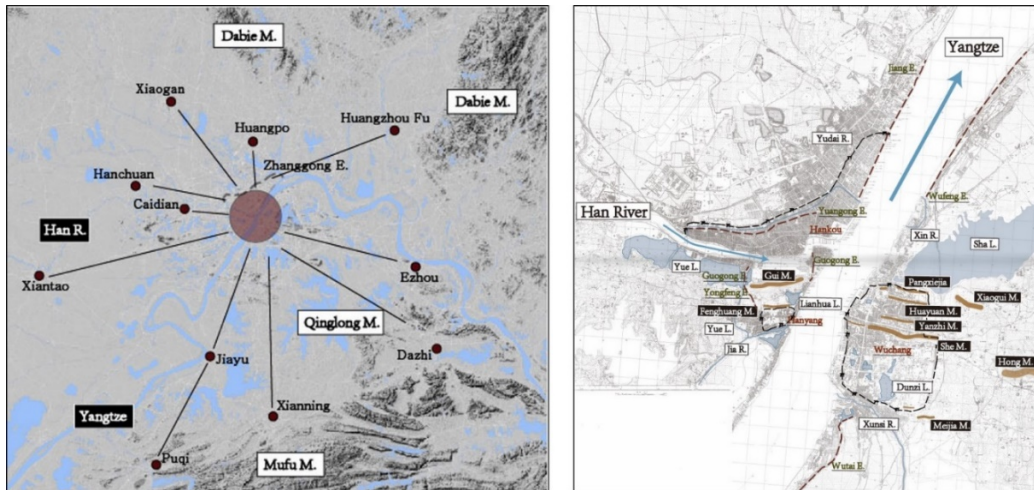 Dabie M.
Dabie M.
Xiaogan
Huangpo
Huangzhou Fu
Zhanggong E.
Hanchuan
Caidian
Han R.
Xiantao
Ezhou
Qinglong M.
Dazhi
Jiayu
Yangtze
Xianning
Puqi
Mufu M.
Yangtze
Jiang E.
Yudai R.
Wufeng E.
Han River
Yuangong E.
Hankou
Xin R.
Sha L.
Yue L.
Guogong E.
Guogong E.
Gui M.
Pangxiejia
Yongfeng E.
Lianhua L.
Xiaogui M.
Fenghuang M.
Huayuan M.
Hanyang
Yanzhi M.
Yue L.
Wuchang
She M.
Jia R.
Hong M.
Dunzi L.
Xunsi R.
Meijia M.
Wutai E.